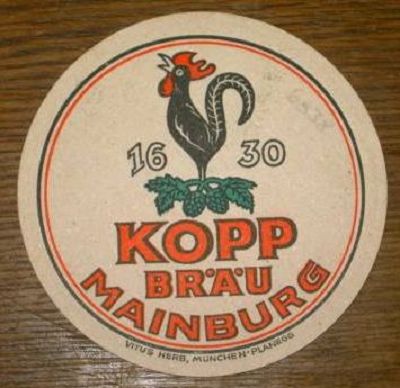 16 30
KOPP
BRÄU
MAINBURG
VITUS HERB, MÜNCHEN-PLANEGG